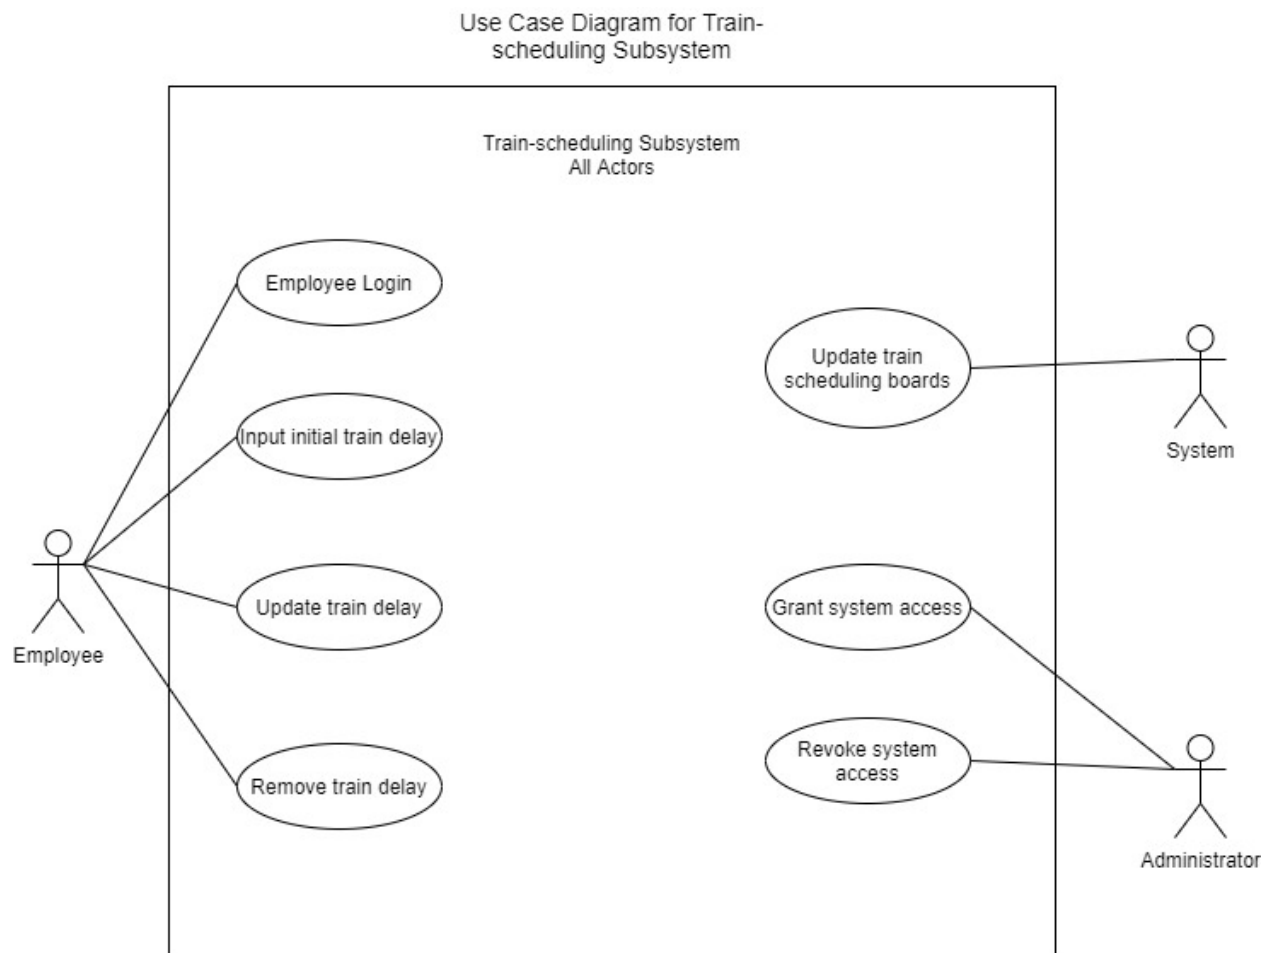 Use Case Diagram for Train-
scheduling Subsystem
Train-scheduling Subsystem
All Actors
Employee Login
Update train
scheduling boards
Input initial train delay
System
Update train delay
Grant system access
Employee
Revoke system
access
Remove train delay
Administrator